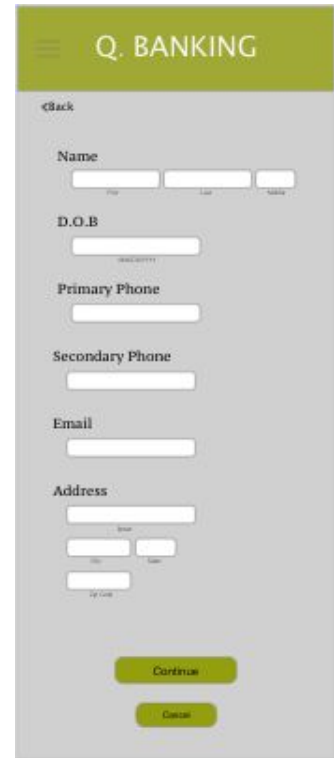 Q. BANKING
<Back
Name
First Last Middle
D.O.B
Primary Phone
Secondary Phone
Email
Address
Street
City State
Zip Code
Continue
Cancel